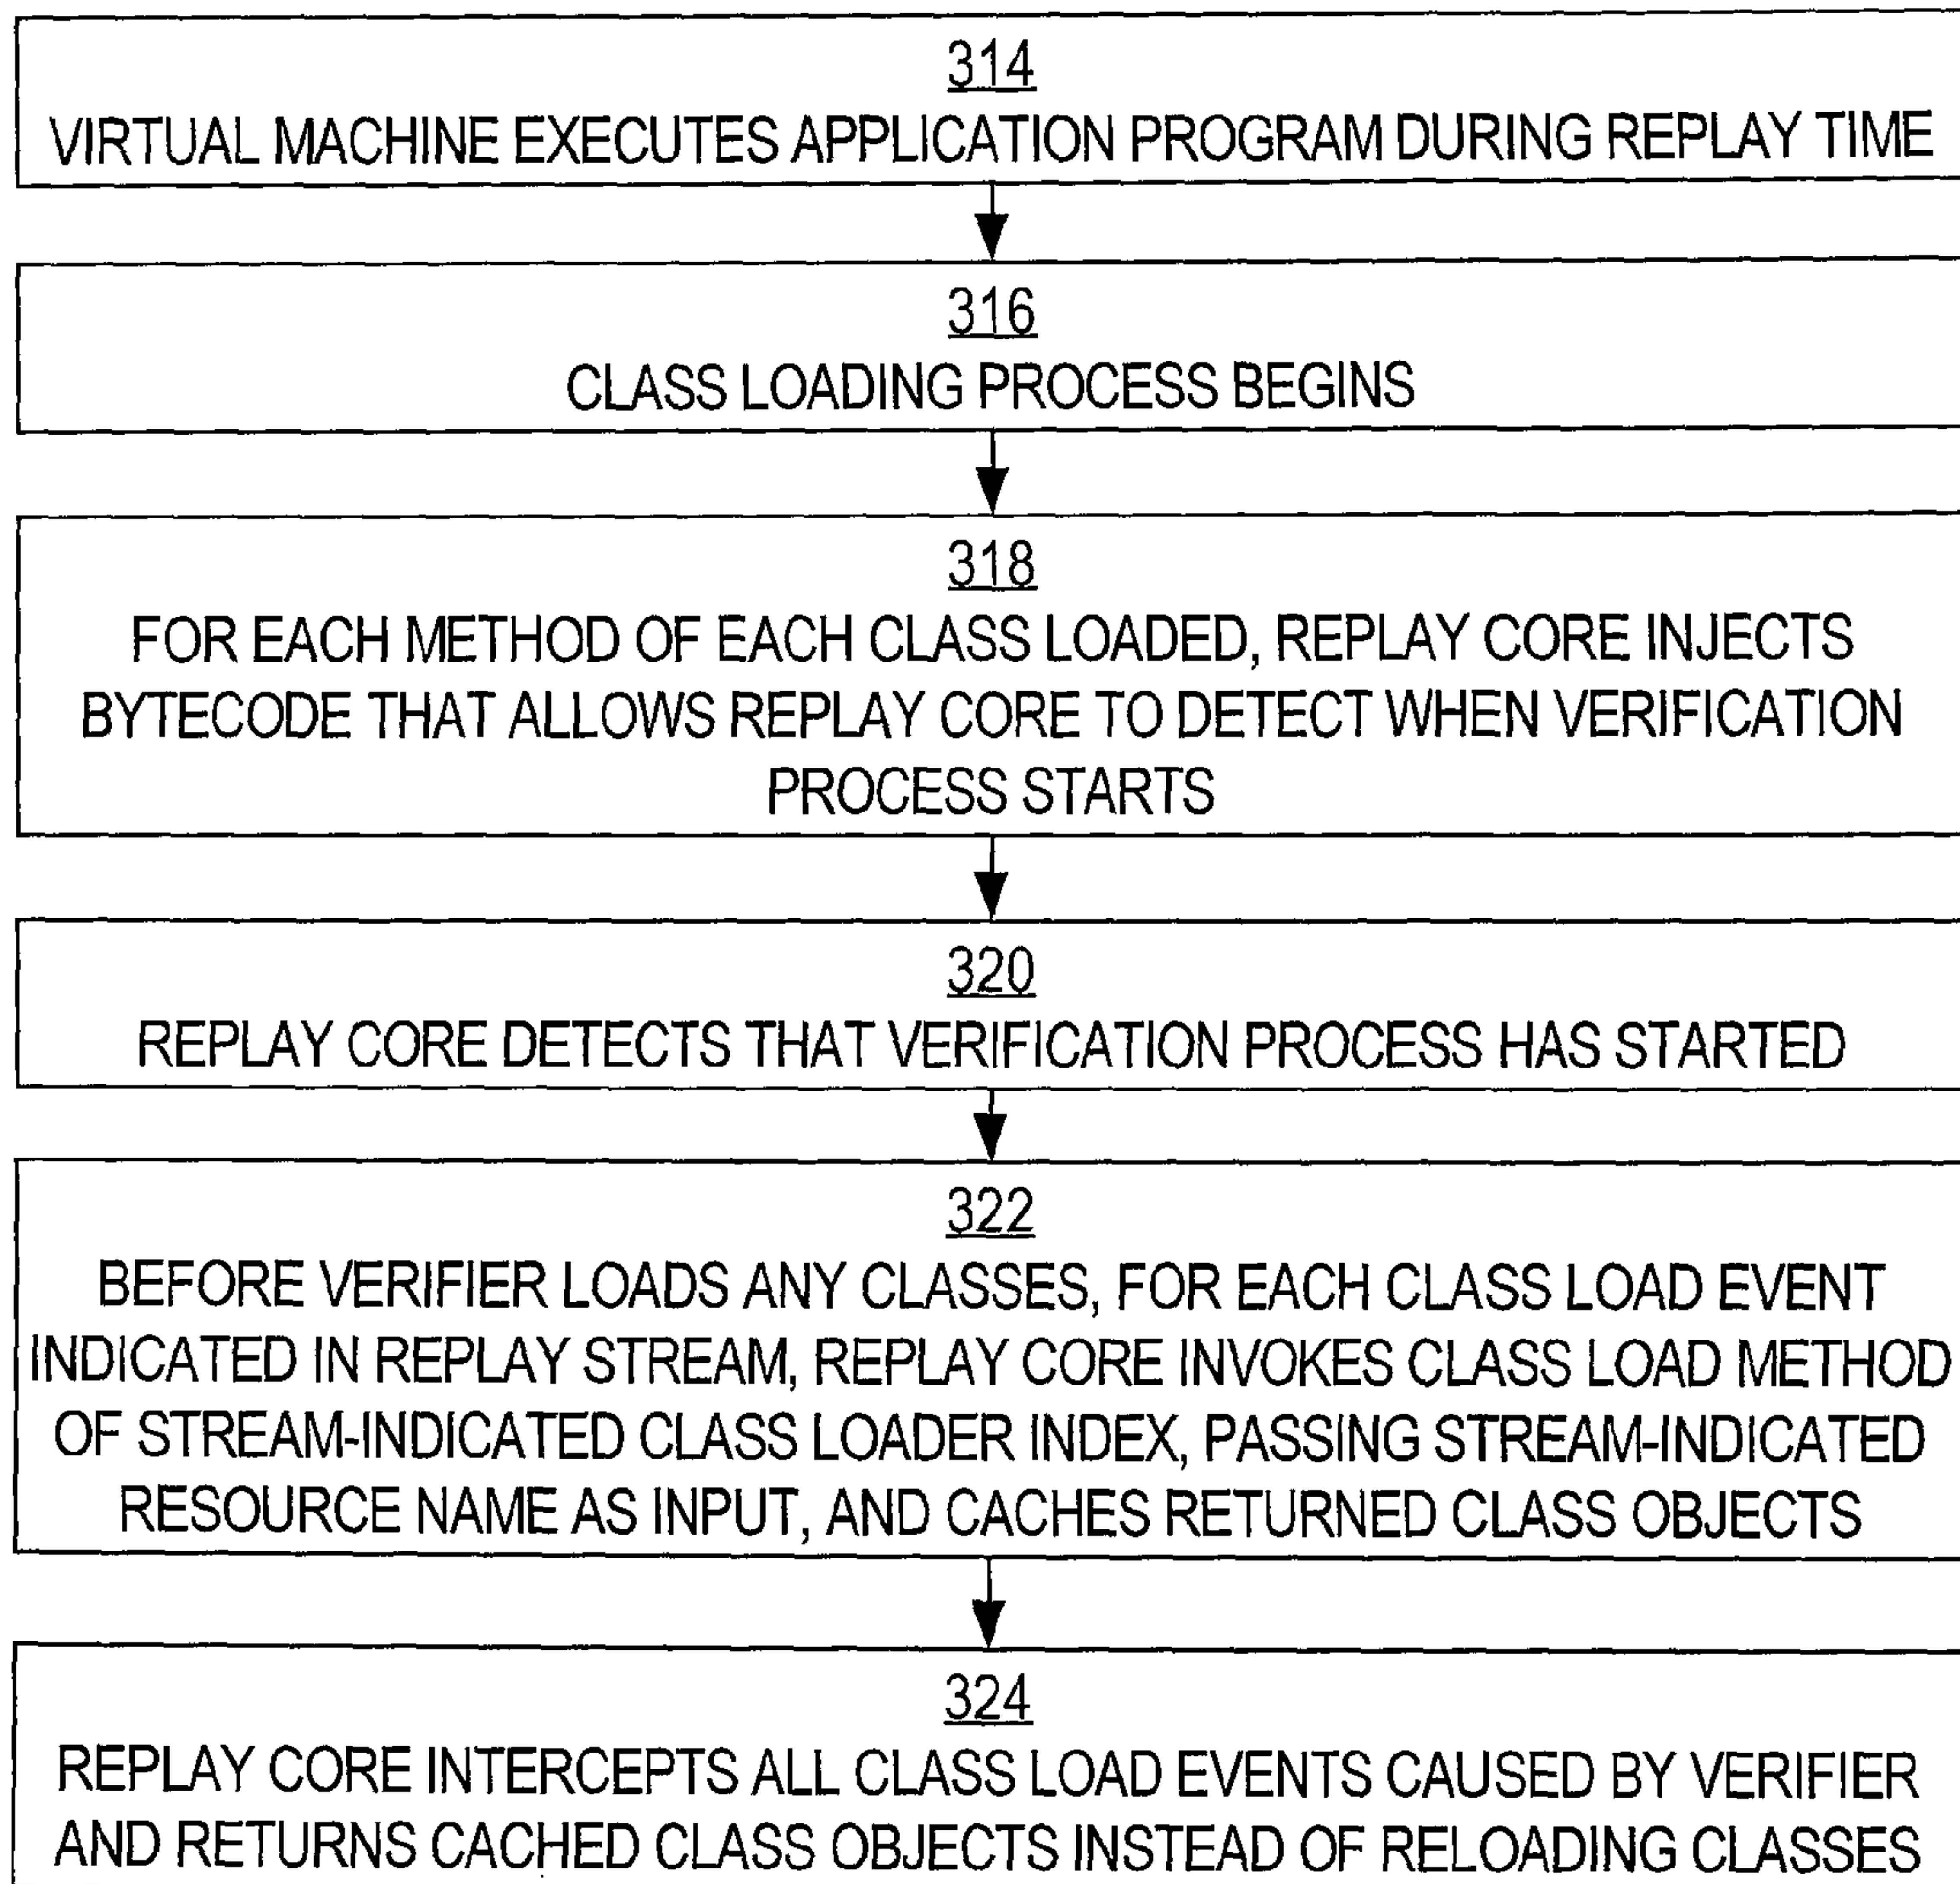 314
VIRTUAL MACHINE EXECUTES APPLICATION PROGRAM DURING REPLAY TIME
316
CLASS LOADING PROCESS BEGINS
318
FOR EACH METHOD OF EACH CLASS LOADED, REPLAY CORE INJECTS
BYTECODE THAT ALLOWS REPLAY CORE TO DETECT WHEN VERIFICATION
PROCESS STARTS
320
REPLAY CORE DETECTS THAT VERIFICATION PROCESS HAS STARTED
322
BEFORE VERIFIER LOADS ANY CLASSES, FOR EACH CLASS LOAD EVENT
INDICATED IN REPLAY STREAM, REPLAY CORE INVOKES CLASS LOAD METHOD
OF STREAM-INDICATED CLASS LOADER INDEX, PASSING STREAM-INDICATED
RESOURCE NAME AS INPUT, AND CACHES RETURNED CLASS OBJECTS
324
REPLAY CORE INTERCEPTS ALL CLASS LOAD EVENTS CAUSED BY VERIFIER
AND RETURNS CACHED CLASS OBJECTS INSTEAD OF RELOADING CLASSES